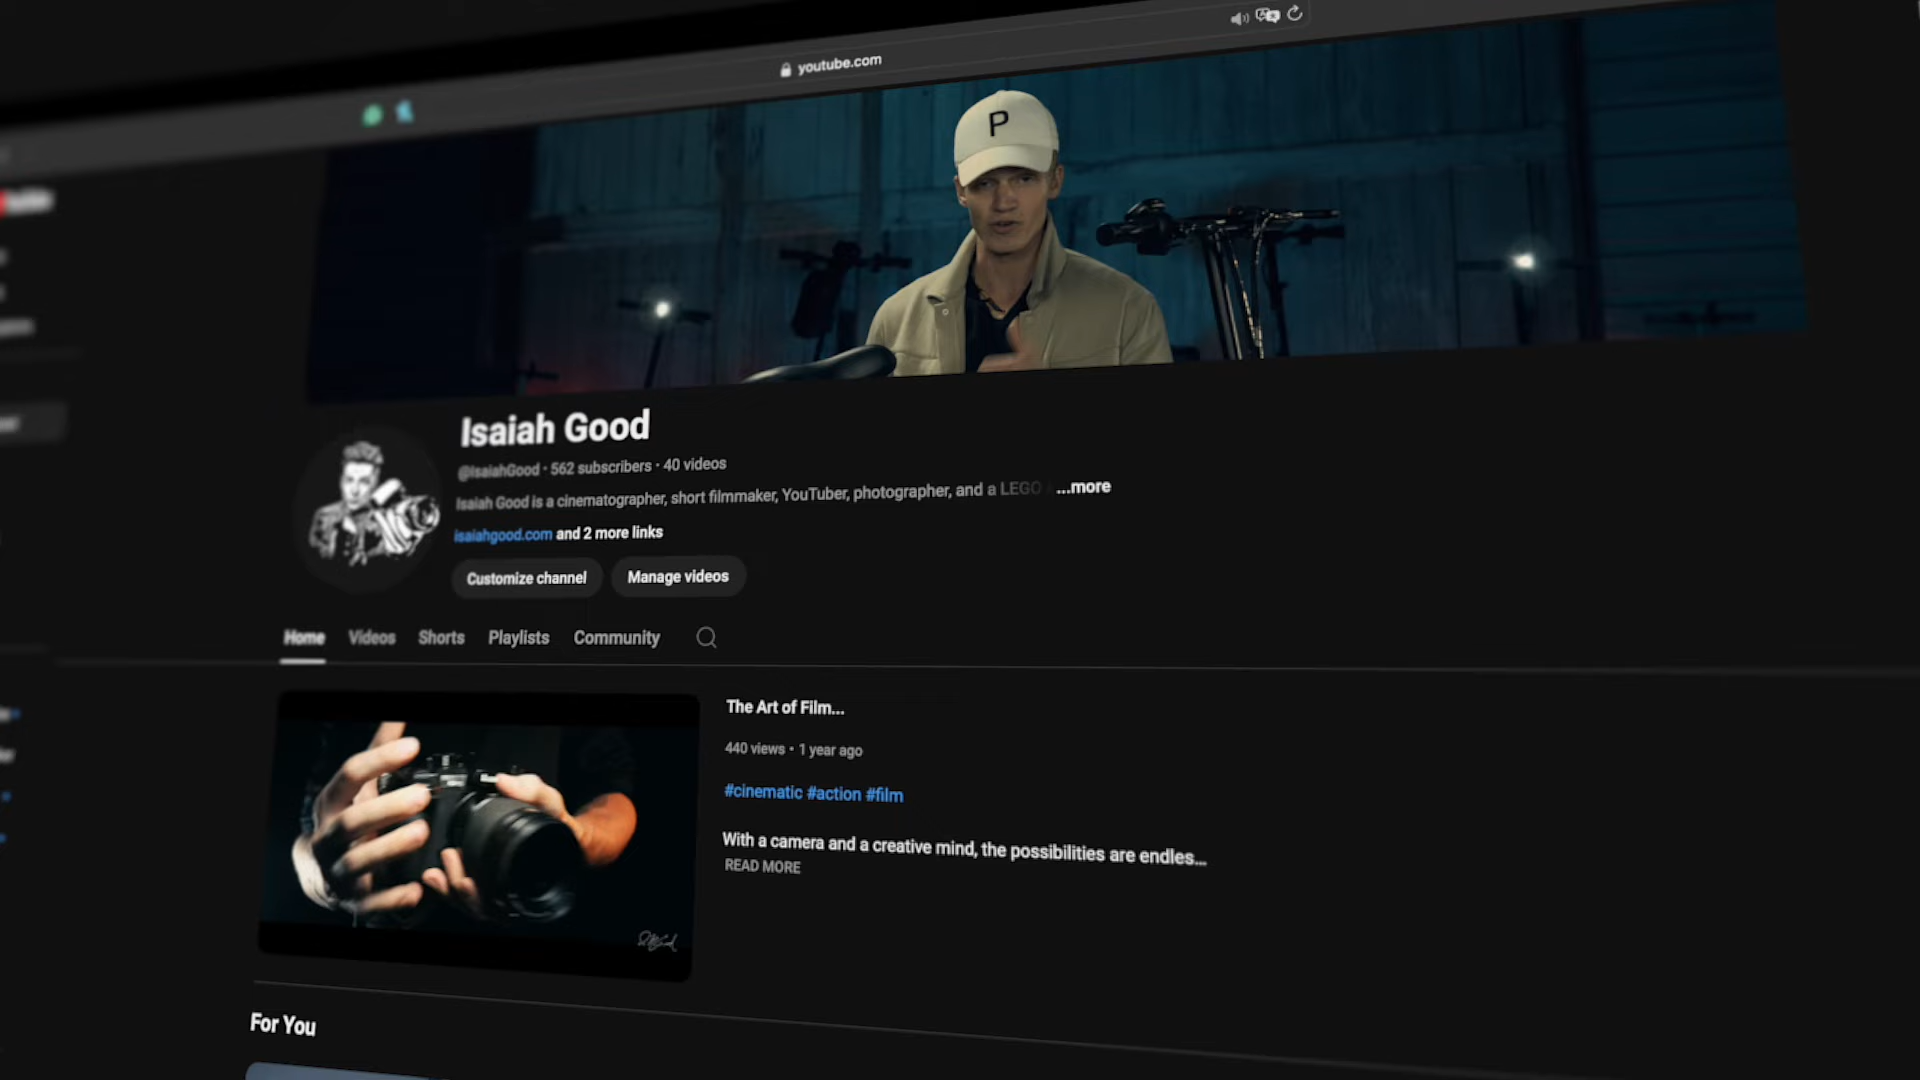 youtube.com
P
Isaiah Good
@IsaiahGood • 562 subscribers • 40 videos
Isaiah Good is a cinematographer, short filmmaker, YouTuber, photographer, and a LEGO ...more
isaiahgood.com and 2 more links
Customize channel Manage videos
Home Videos Shorts Playlists Community
The Art of Film...
440 views • 1 year ago
#cinematic #action #film
With a camera and a creative mind, the possibilities are endles...
READ MORE
For You